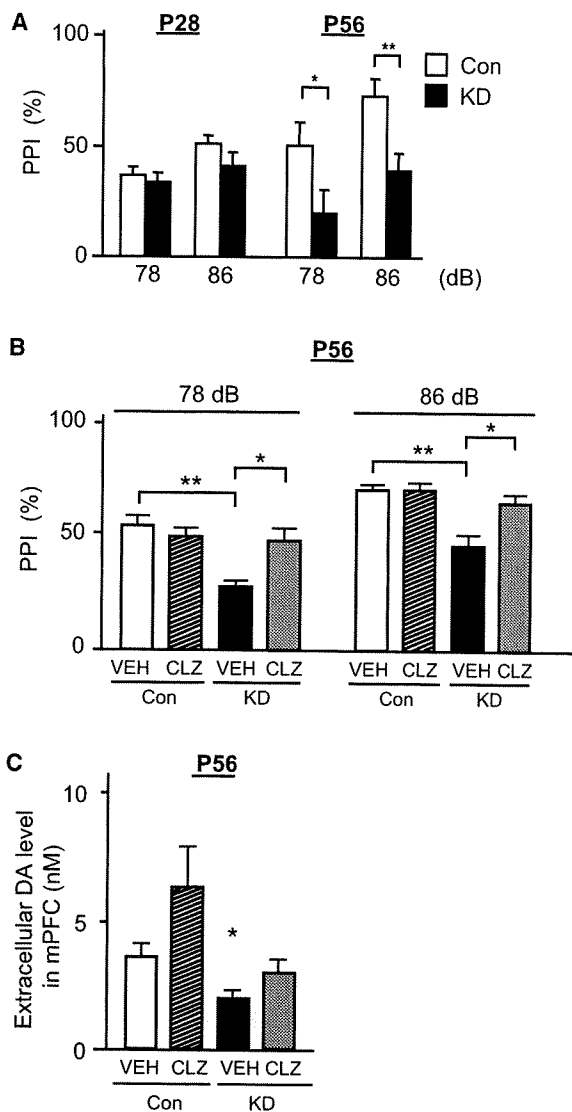 A
P28 P56
100
50
0
PPI (%)
* **
Con
KD
78 86 78 86 (dB)
B
P56
78 dB 86 dB
100
50
0
PPI (%)
** * ** *
VEH CLZ VEH CLZ VEH CLZ VEH CLZ
Con KD Con KD
C
P56
10
5
0
Extracellular DA level
in mPFC (nM)
*
VEH CLZ VEH CLZ
Con KD